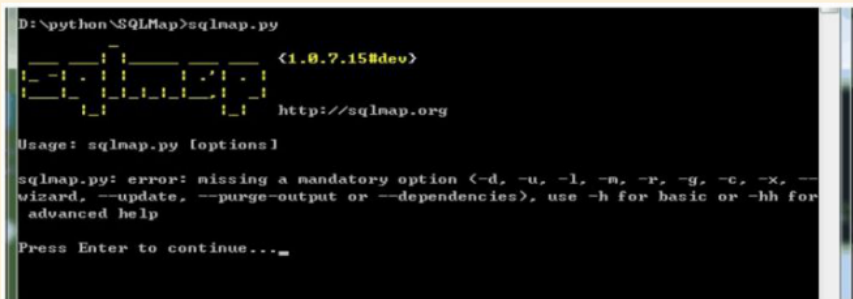 D:\python\SQLMap>sqlmap.py
sqlmap
{1.0.7.15#dev}
http://sqlmap.org
Usage: sqlmap.py [options]
sqlmap.py: error: missing a mandatory option (-d, -u, -l, -m, -r, -g, -c, -x, --
wizard, --update, --purge-output or --dependencies), use -h for basic or -hh for
advanced help
Press Enter to continue...